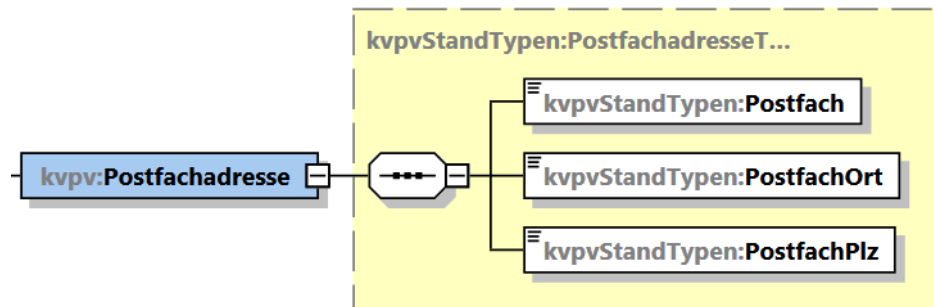 kvpvStandTypen:PostfachadresseT...
kvpvStandTypen:Postfach
kvpv:Postfachadresse
kvpvStandTypen:PostfachOrt
kvpvStandTypen:PostfachPlz